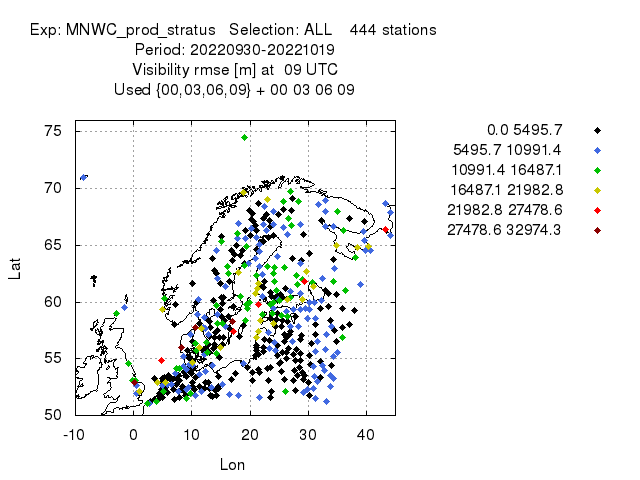 Exp: MNWC_prod_stratus   Selection: ALL    444 stations
Period: 20220930-20221019
Visibility rmse [m] at  09 UTC
Used {00,03,06,09} + 00 03 06 09
0.0 5495.7
5495.7 10991.4
10991.4 16487.1
16487.1 21982.8
21982.8 27478.6
27478.6 32974.3
75
70
65
60
55
50
Lat
-10 0 10 20 30 40
Lon